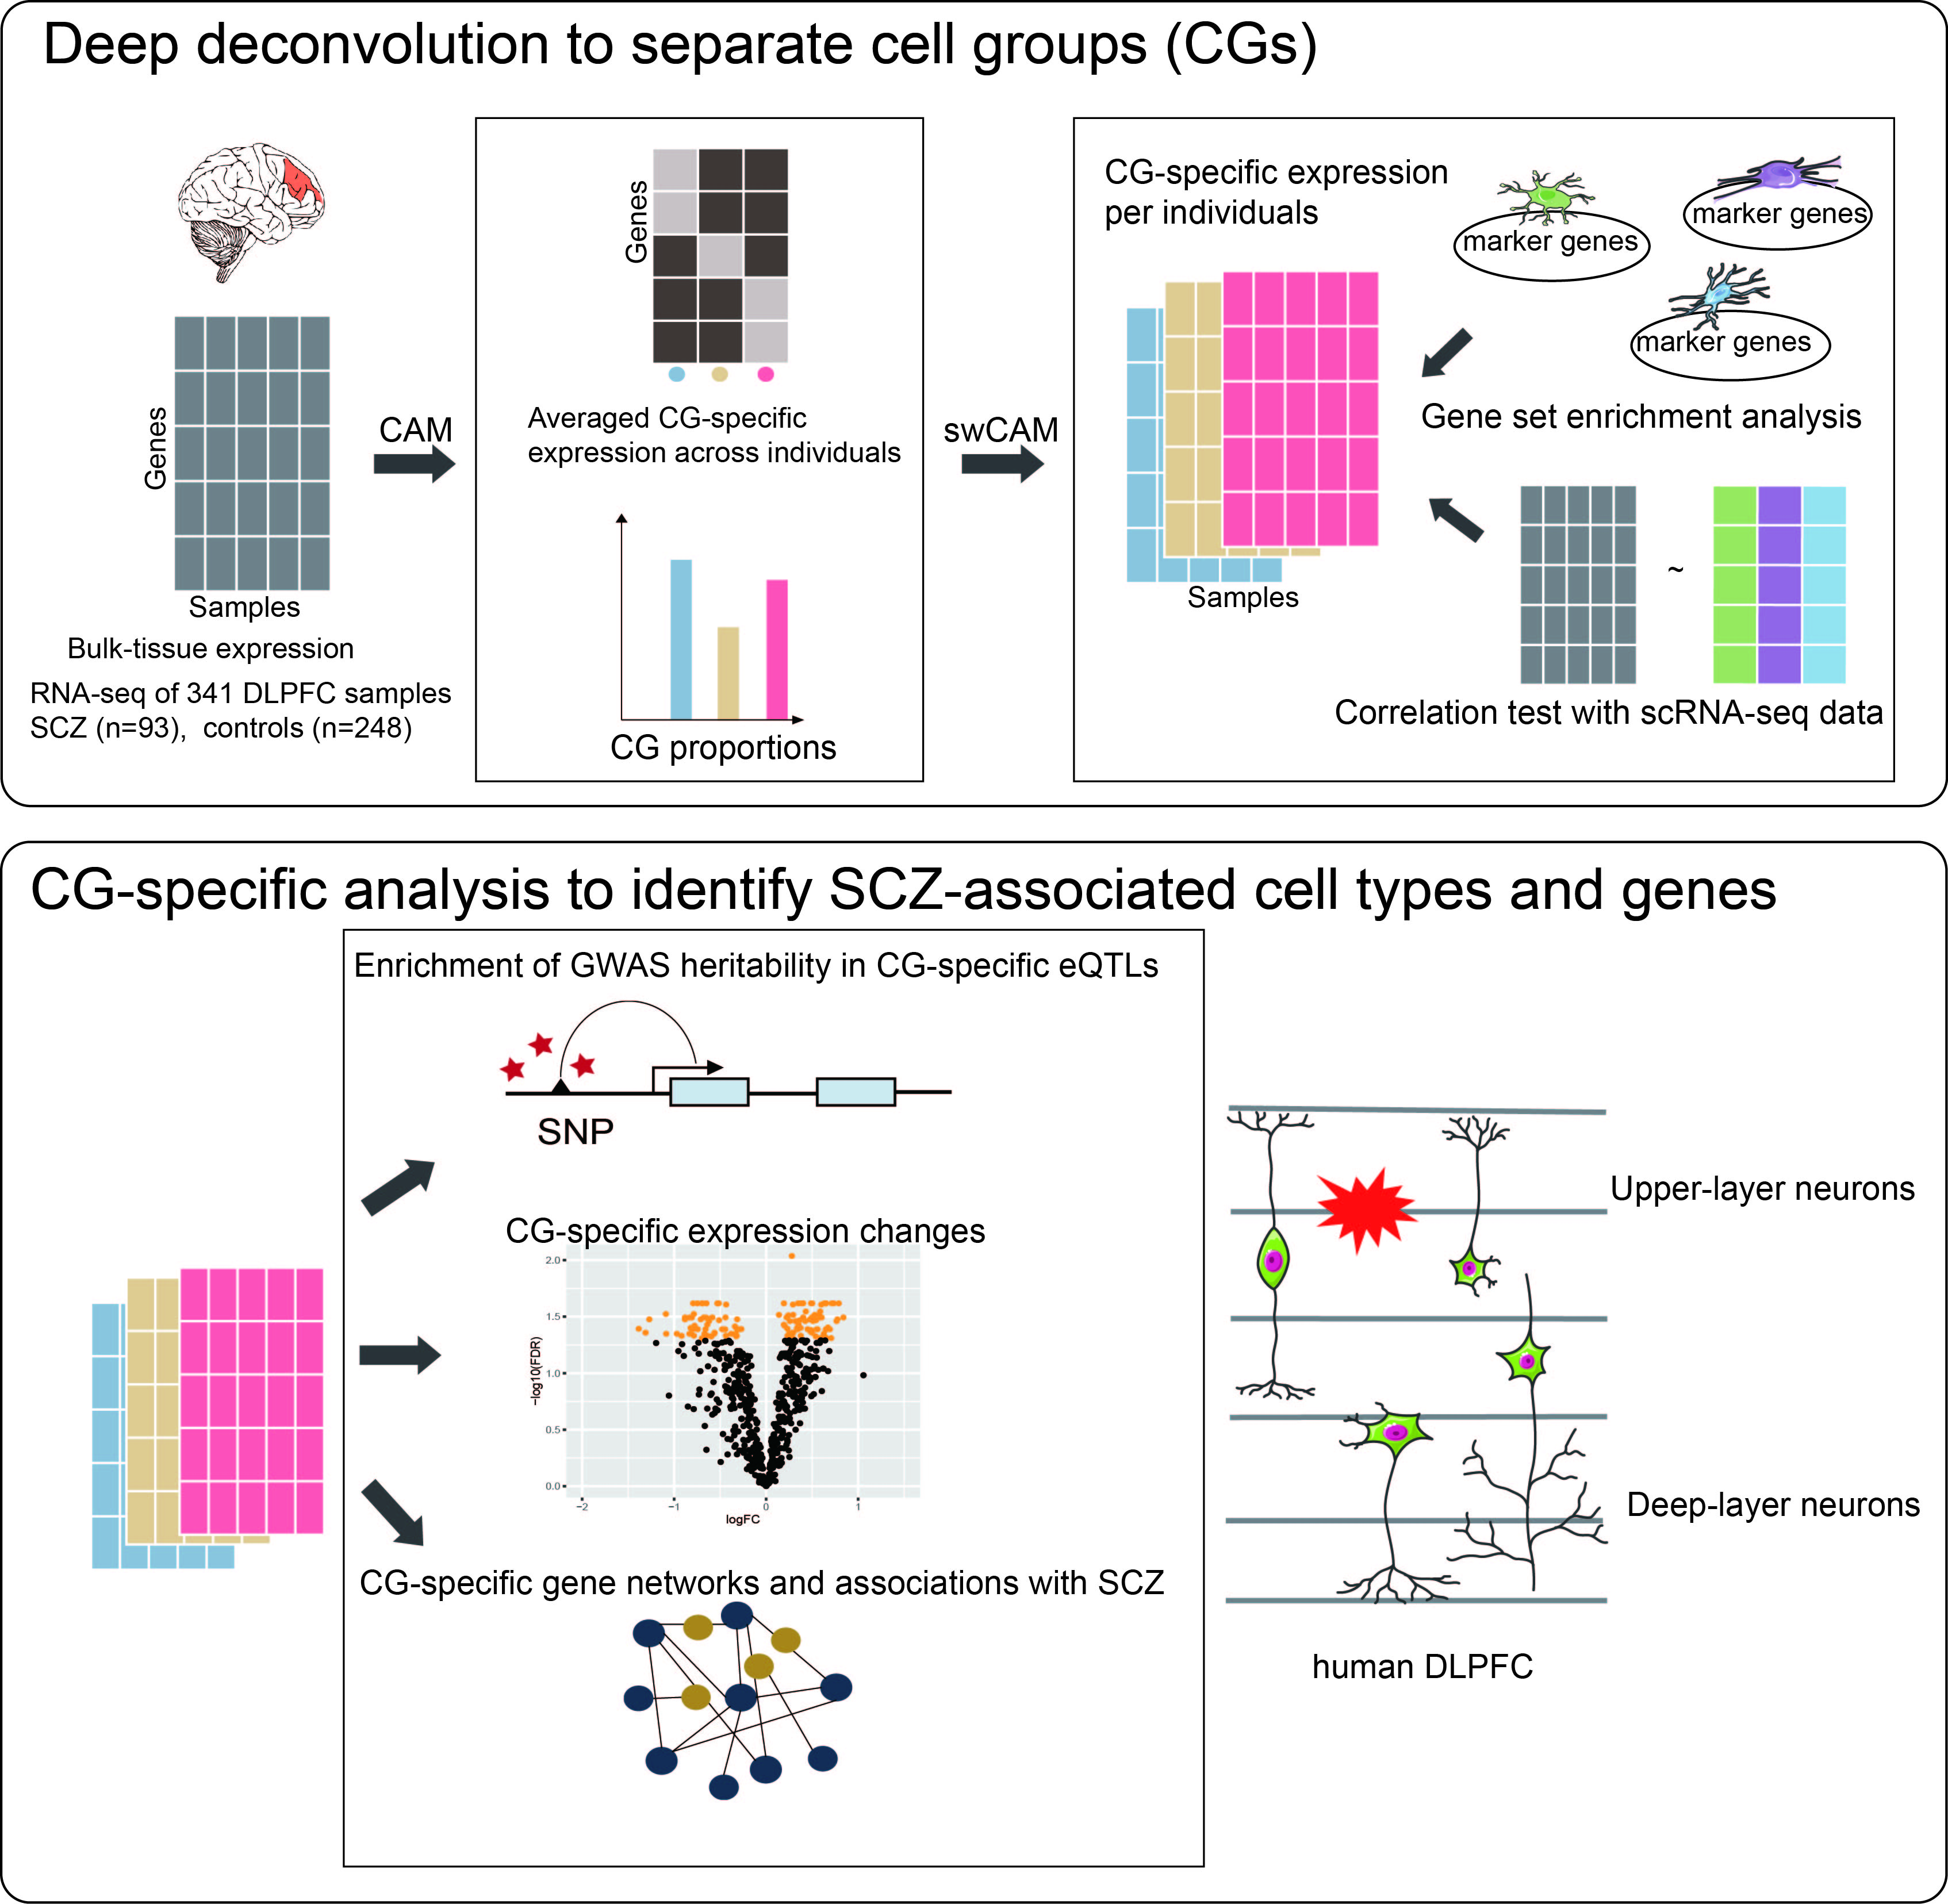 Deep deconvolution to separate cell groups (CGs)
Genes
Samples
Bulk-tissue expression
RNA-seq of 341 DLPFC samples
SCZ (n=93),  controls (n=248)
CAM
Genes
Averaged CG-specific
expression across individuals
CG proportions
swCAM
CG-specific expression
per individuals
Samples
marker genes
marker genes
marker genes
Gene set enrichment analysis
~
Correlation test with scRNA-seq data
CG-specific analysis to identify SCZ-associated cell types and genes
Enrichment of GWAS heritability in CG-specific eQTLs
SNP
CG-specific expression changes
−log10(FDR)
2.0
1.5
1.0
0.5
0.0
−2
−1
0
1
logFC
CG-specific gene networks and associations with SCZ
Upper-layer neurons
Deep-layer neurons
human DLPFC